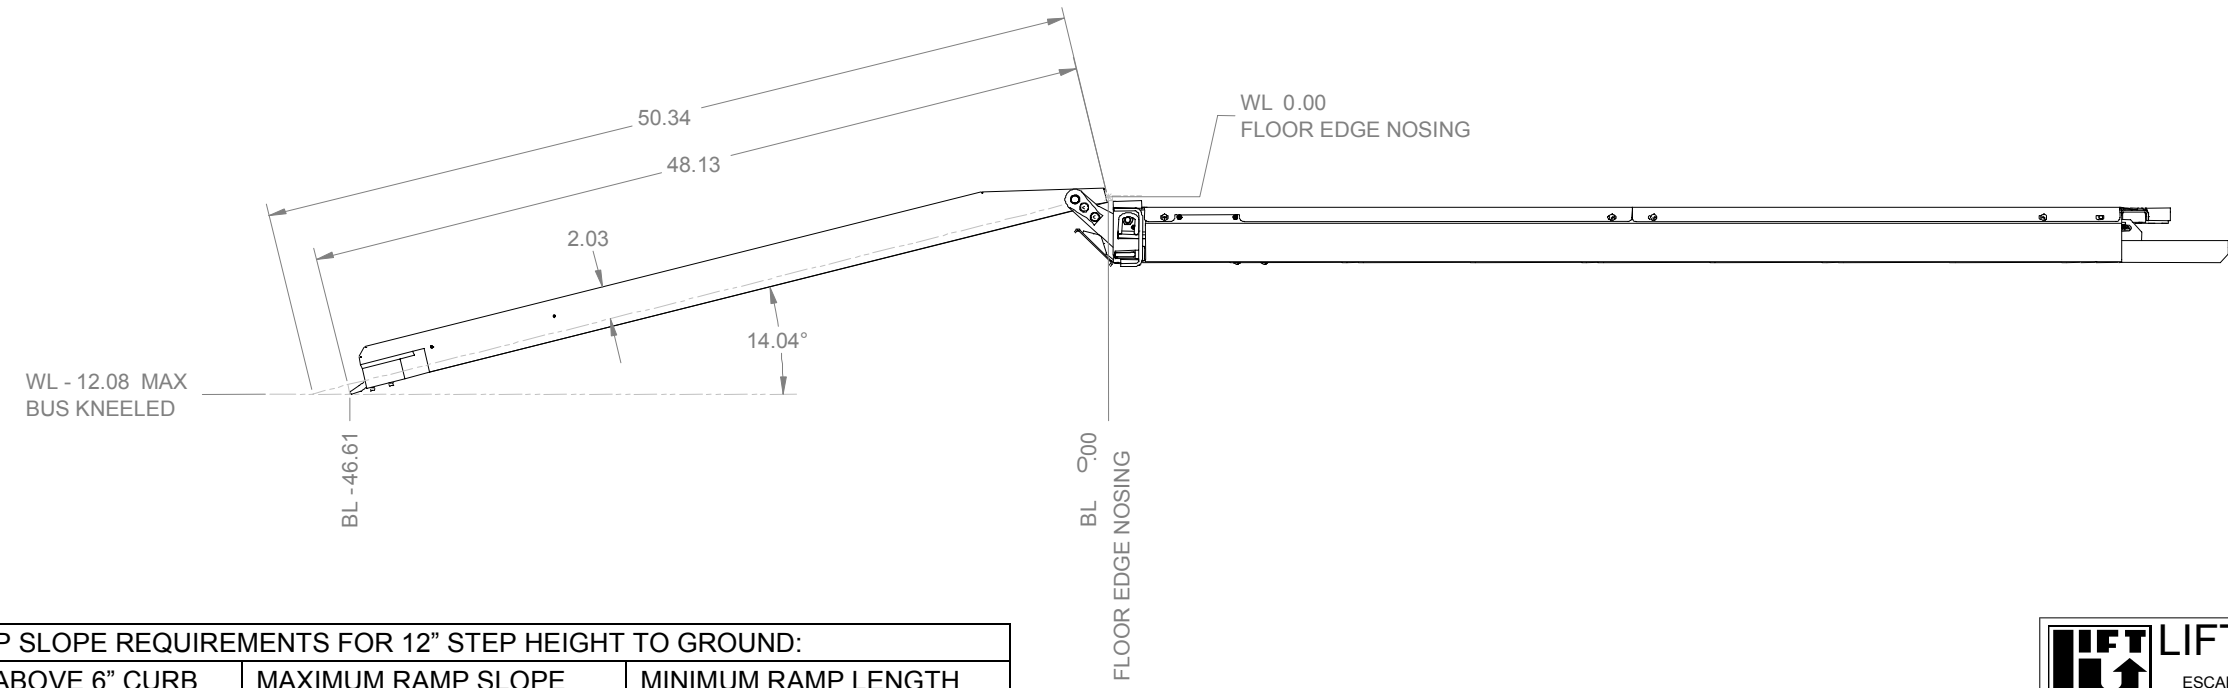 50.34
48.13
WL 0.00
FLOOR EDGE NOSING
2.03
14.04°
WL - 12.08 MAX
BUS KNEELED
BL -46.61
BL 0.00
FLOOR EDGE NOSING
P SLOPE REQUIREMENTS FOR 12” STEP HEIGHT TO GROUND:
ABOVE 6” CURB
MAXIMUM RAMP SLOPE
MINIMUM RAMP LENGTH
LIFT
LIFT
U
ESCAL